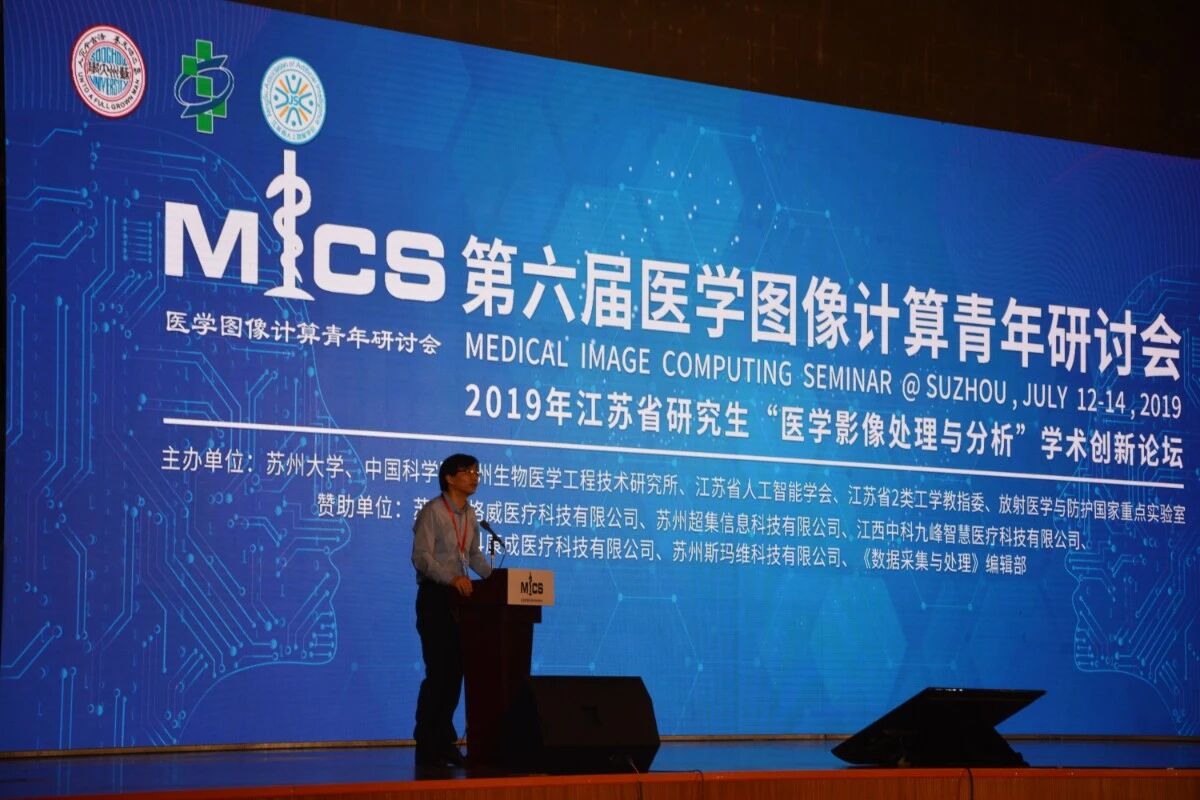 SOOCHOW
UNIVERSITY
UNTO A FULL GROWN MAN
JSC
MICS
医学图像计算青年研讨会
第六届医学图像计算青年研讨会
MEDICAL IMAGE COMPUTING SEMINAR @ SUZHOU , JULY 12-14 , 2019
2019年江苏省研究生“医学影像处理与分析”学术创新论坛
主办单位：苏州大学、中国科学 州生物医学工程技术研究所、江苏省人工智能学会、江苏省2类工学教指委、放射医学与防护国家重点实验室
赞助单位： 洛威医疗科技有限公司、苏州超集信息科技有限公司、江西中科九峰智慧医疗科技有限公司、
成医疗科技有限公司、苏州斯玛维科技有限公司、《数据采集与处理》编辑部
MICS